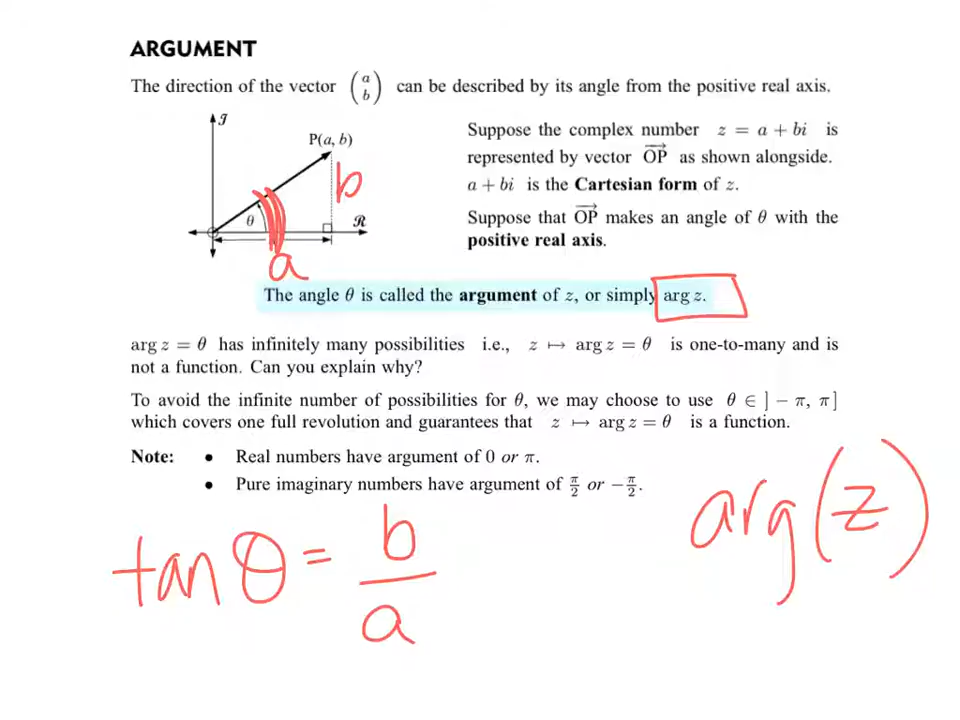 ARGUMENT
The direction of the vector (a b) can be described by its angle from the positive real axis.
𝓘
P(a, b)
b
θ
𝓡
a
Suppose the complex number z = a + bi is
represented by vector OP→ as shown alongside.
a + bi is the Cartesian form of z.
Suppose that OP→ makes an angle of θ with the
positive real axis.
The angle θ is called the argument of z, or simply arg z.
arg z = θ has infinitely many possibilities i.e., z ↦ arg z = θ is one-to-many and is
not a function. Can you explain why?
To avoid the infinite number of possibilities for θ, we may choose to use θ ∈ ] − π, π]
which covers one full revolution and guarantees that z ↦ arg z = θ is a function.
Note: • Real numbers have argument of 0 or π.
• Pure imaginary numbers have argument of π/2 or −π/2.
tan θ = b/a
arg(z)